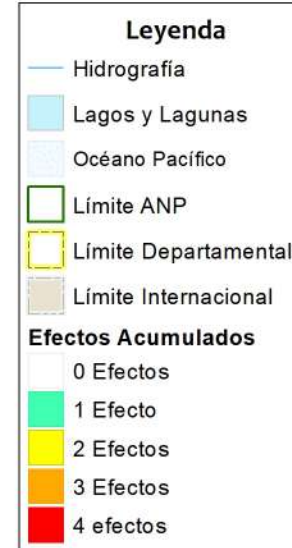 Leyenda
Hidrografía
Lagos y Lagunas
Océano Pacífico
Límite ANP
Límite Departamental
Límite Internacional
Efectos Acumulados
0 Efectos
1 Efecto
2 Efectos
3 Efectos
4 efectos